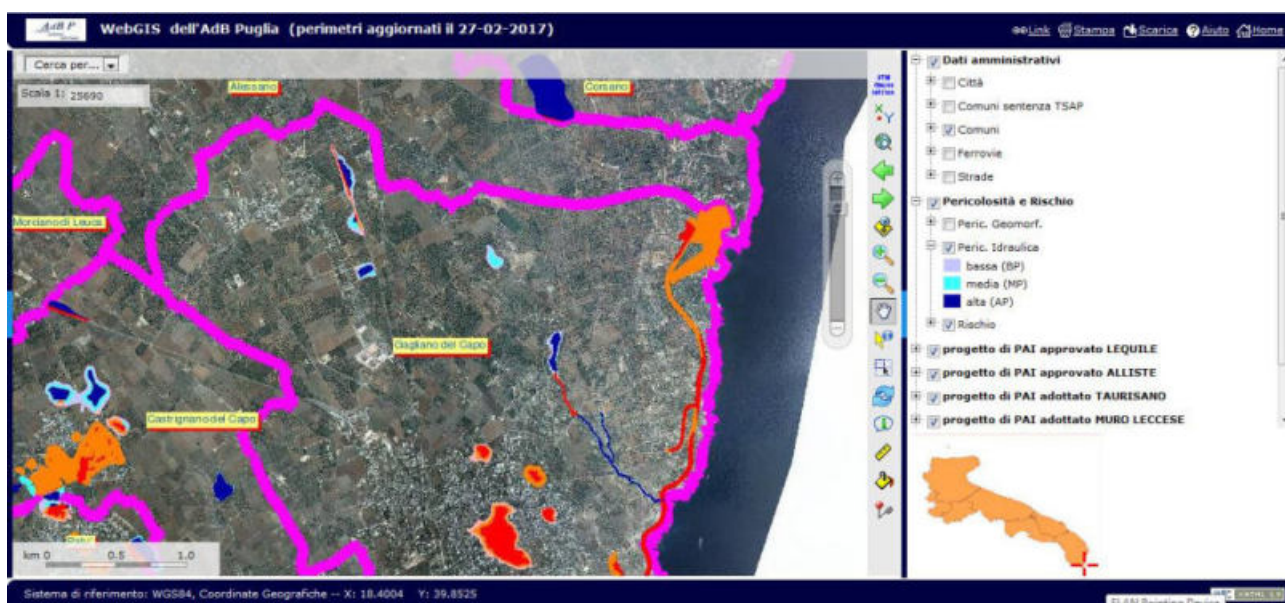 AdB P
WebGIS dell'AdB Puglia (perimetri aggiornati il 27-02-2017)
Link Stampa Scarica Aiuto Home
Cerca per...
Scala 1: 25690
Alessano
Corsano
Morciano di Leuca
Gagliano del Capo
Castrignano del Capo
km 0 0.5 1.0
X
Y
Dati amministrativi
Città
Comuni sentenza TSAP
Comuni
Ferrovie
Strade
Pericolosità e Rischio
Peric. Geomorf.
Peric. Idraulica
bassa (BP)
media (MP)
alta (AP)
Rischio
progetto di PAI approvato LEQUILE
progetto di PAI approvato ALLISTE
progetto di PAI adottato TAURISANO
progetto di PAI adottato MURO LECCESE
Sistema di riferimento: WGS84, Coordinate Geografiche -- X: 18.4004 Y: 39.8525
ELAN Pointing Device